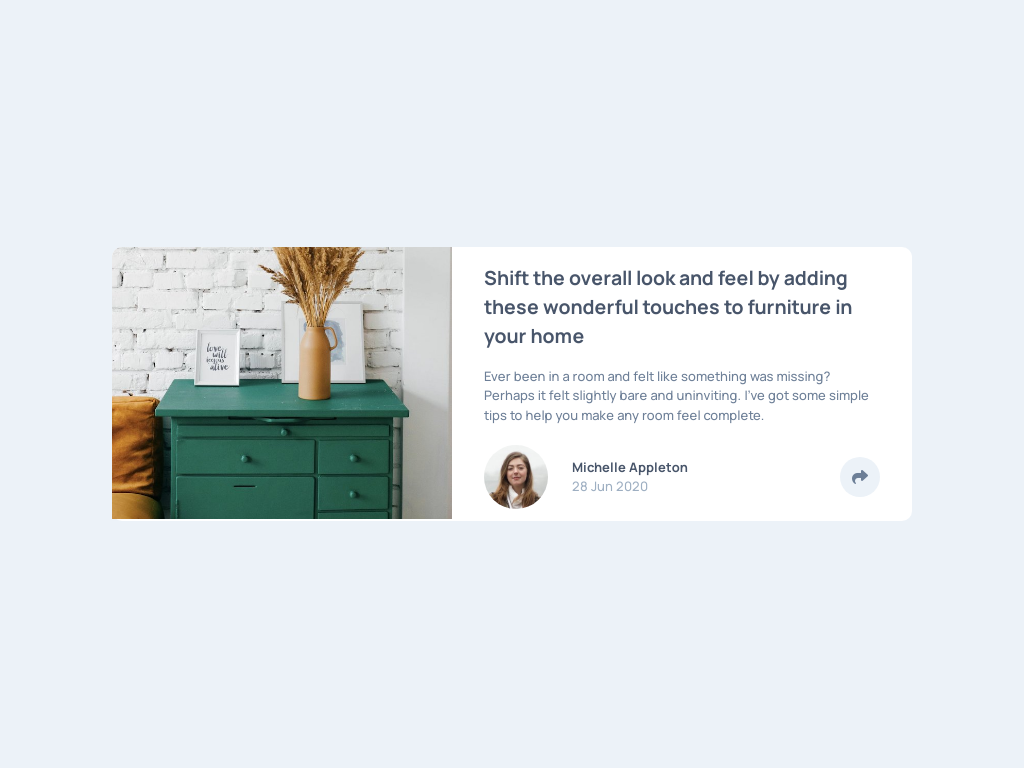 love
will
keep us
alive
Shift the overall look and feel by adding
these wonderful touches to furniture in
your home
Ever been in a room and felt like something was missing?
Perhaps it felt slightly bare and uninviting. I've got some simple
tips to help you make any room feel complete.
Michelle Appleton
28 Jun 2020